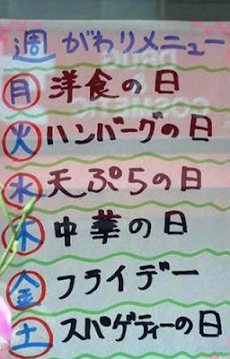 週がわりメニュー
月 洋食の日
火 ハンバーグの日
水 天ぷらの日
木 中華の日
金 フライデー
土 スパゲティーの日